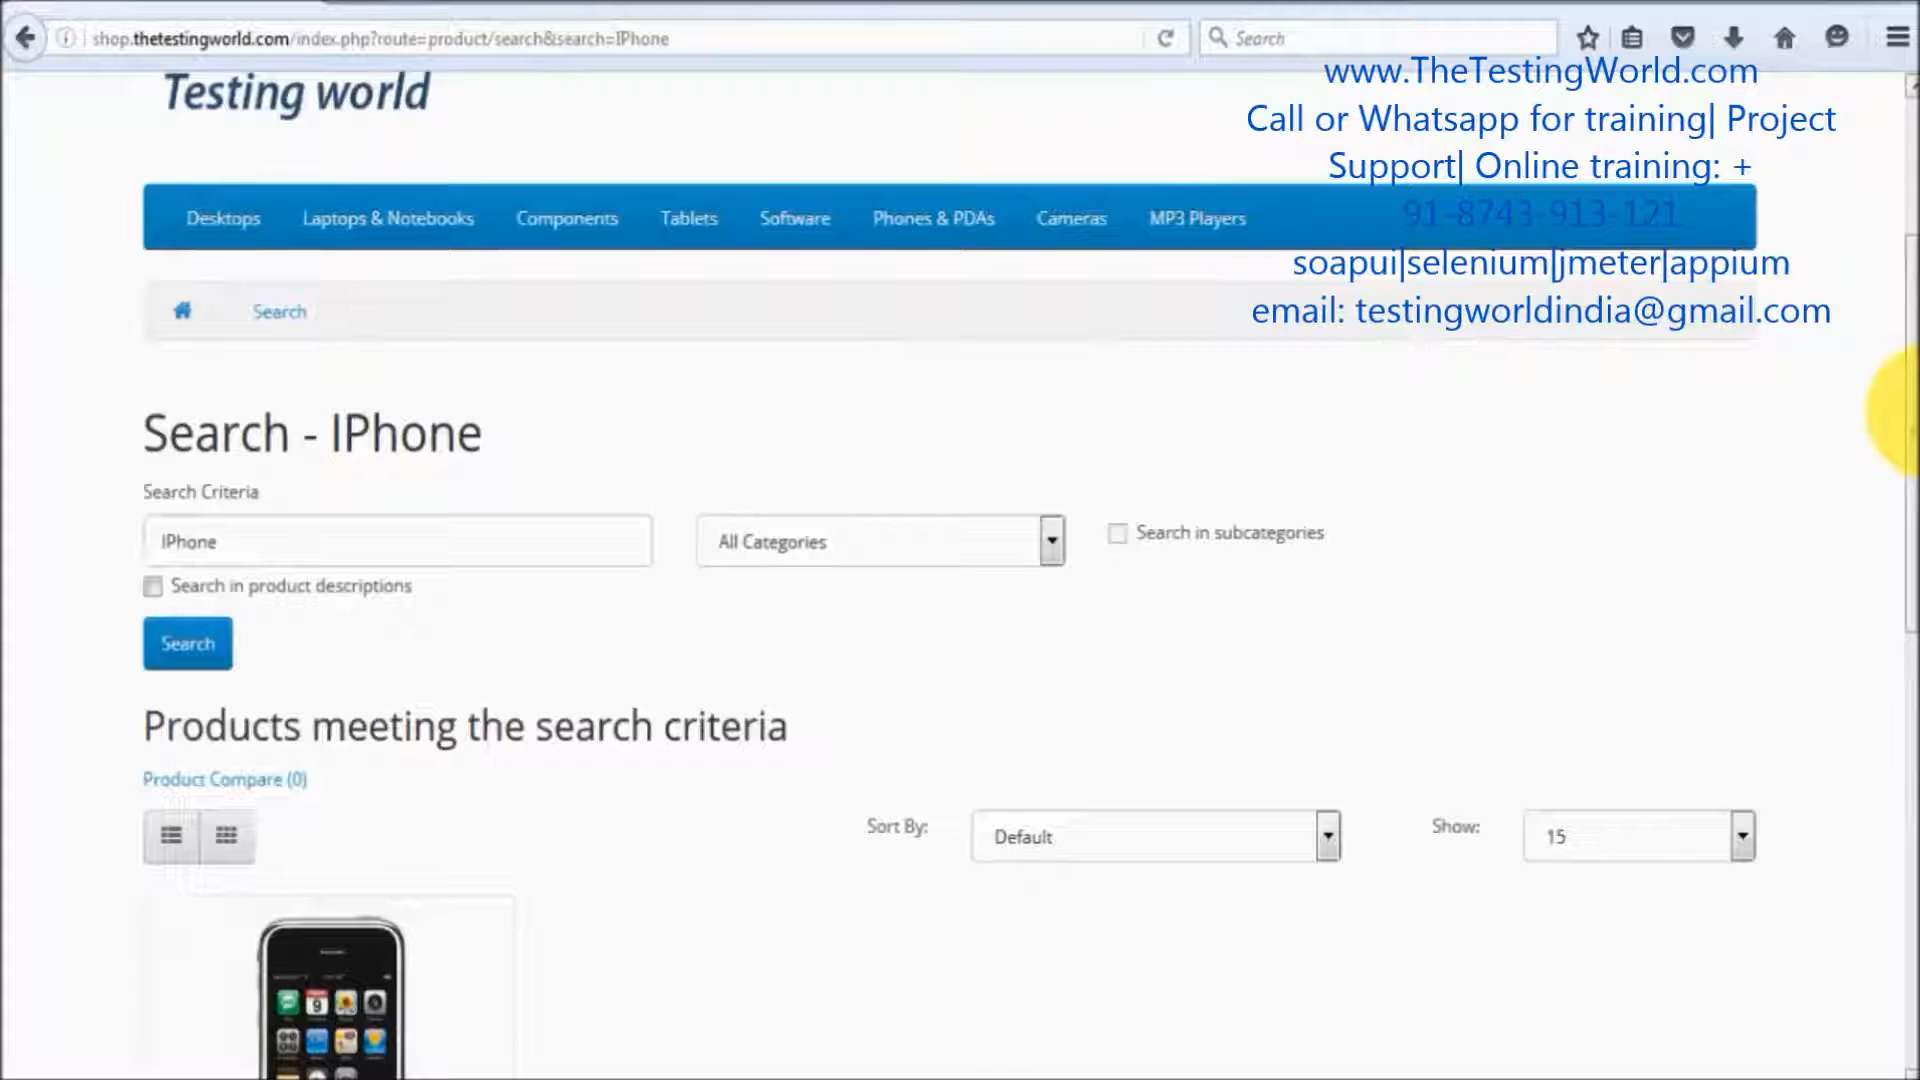 shop.thetestingworld.com/index.php?route=product/search&search=IPhone
Search
Testing world
www.TheTestingWorld.com
Call or Whatsapp for training| Project
Support| Online training: +
91-8743-913-121
soapui|selenium|jmeter|appium
email: testingworldindia@gmail.com
Desktops Laptops & Notebooks Components Tablets Software Phones & PDAs Cameras MP3 Players
Search
Search - IPhone
Search Criteria
IPhone All Categories Search in subcategories
Search in product descriptions
Search
Products meeting the search criteria
Product Compare (0)
Sort By: Default Show: 15
9